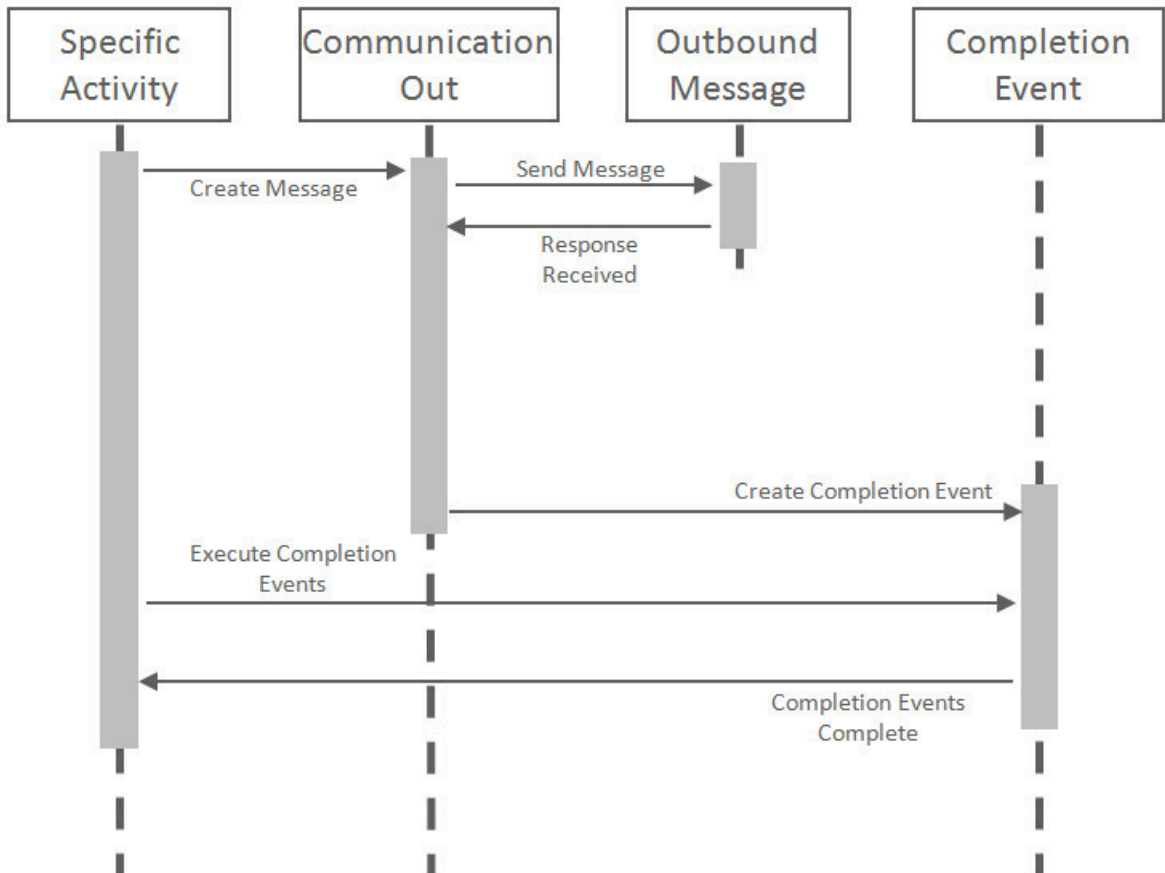 Specific
Activity
Communication
Out
Outbound
Message
Completion
Event
Create Message
Send Message
Response
Received
Create Completion Event
Execute Completion
Events
Completion Events
Complete